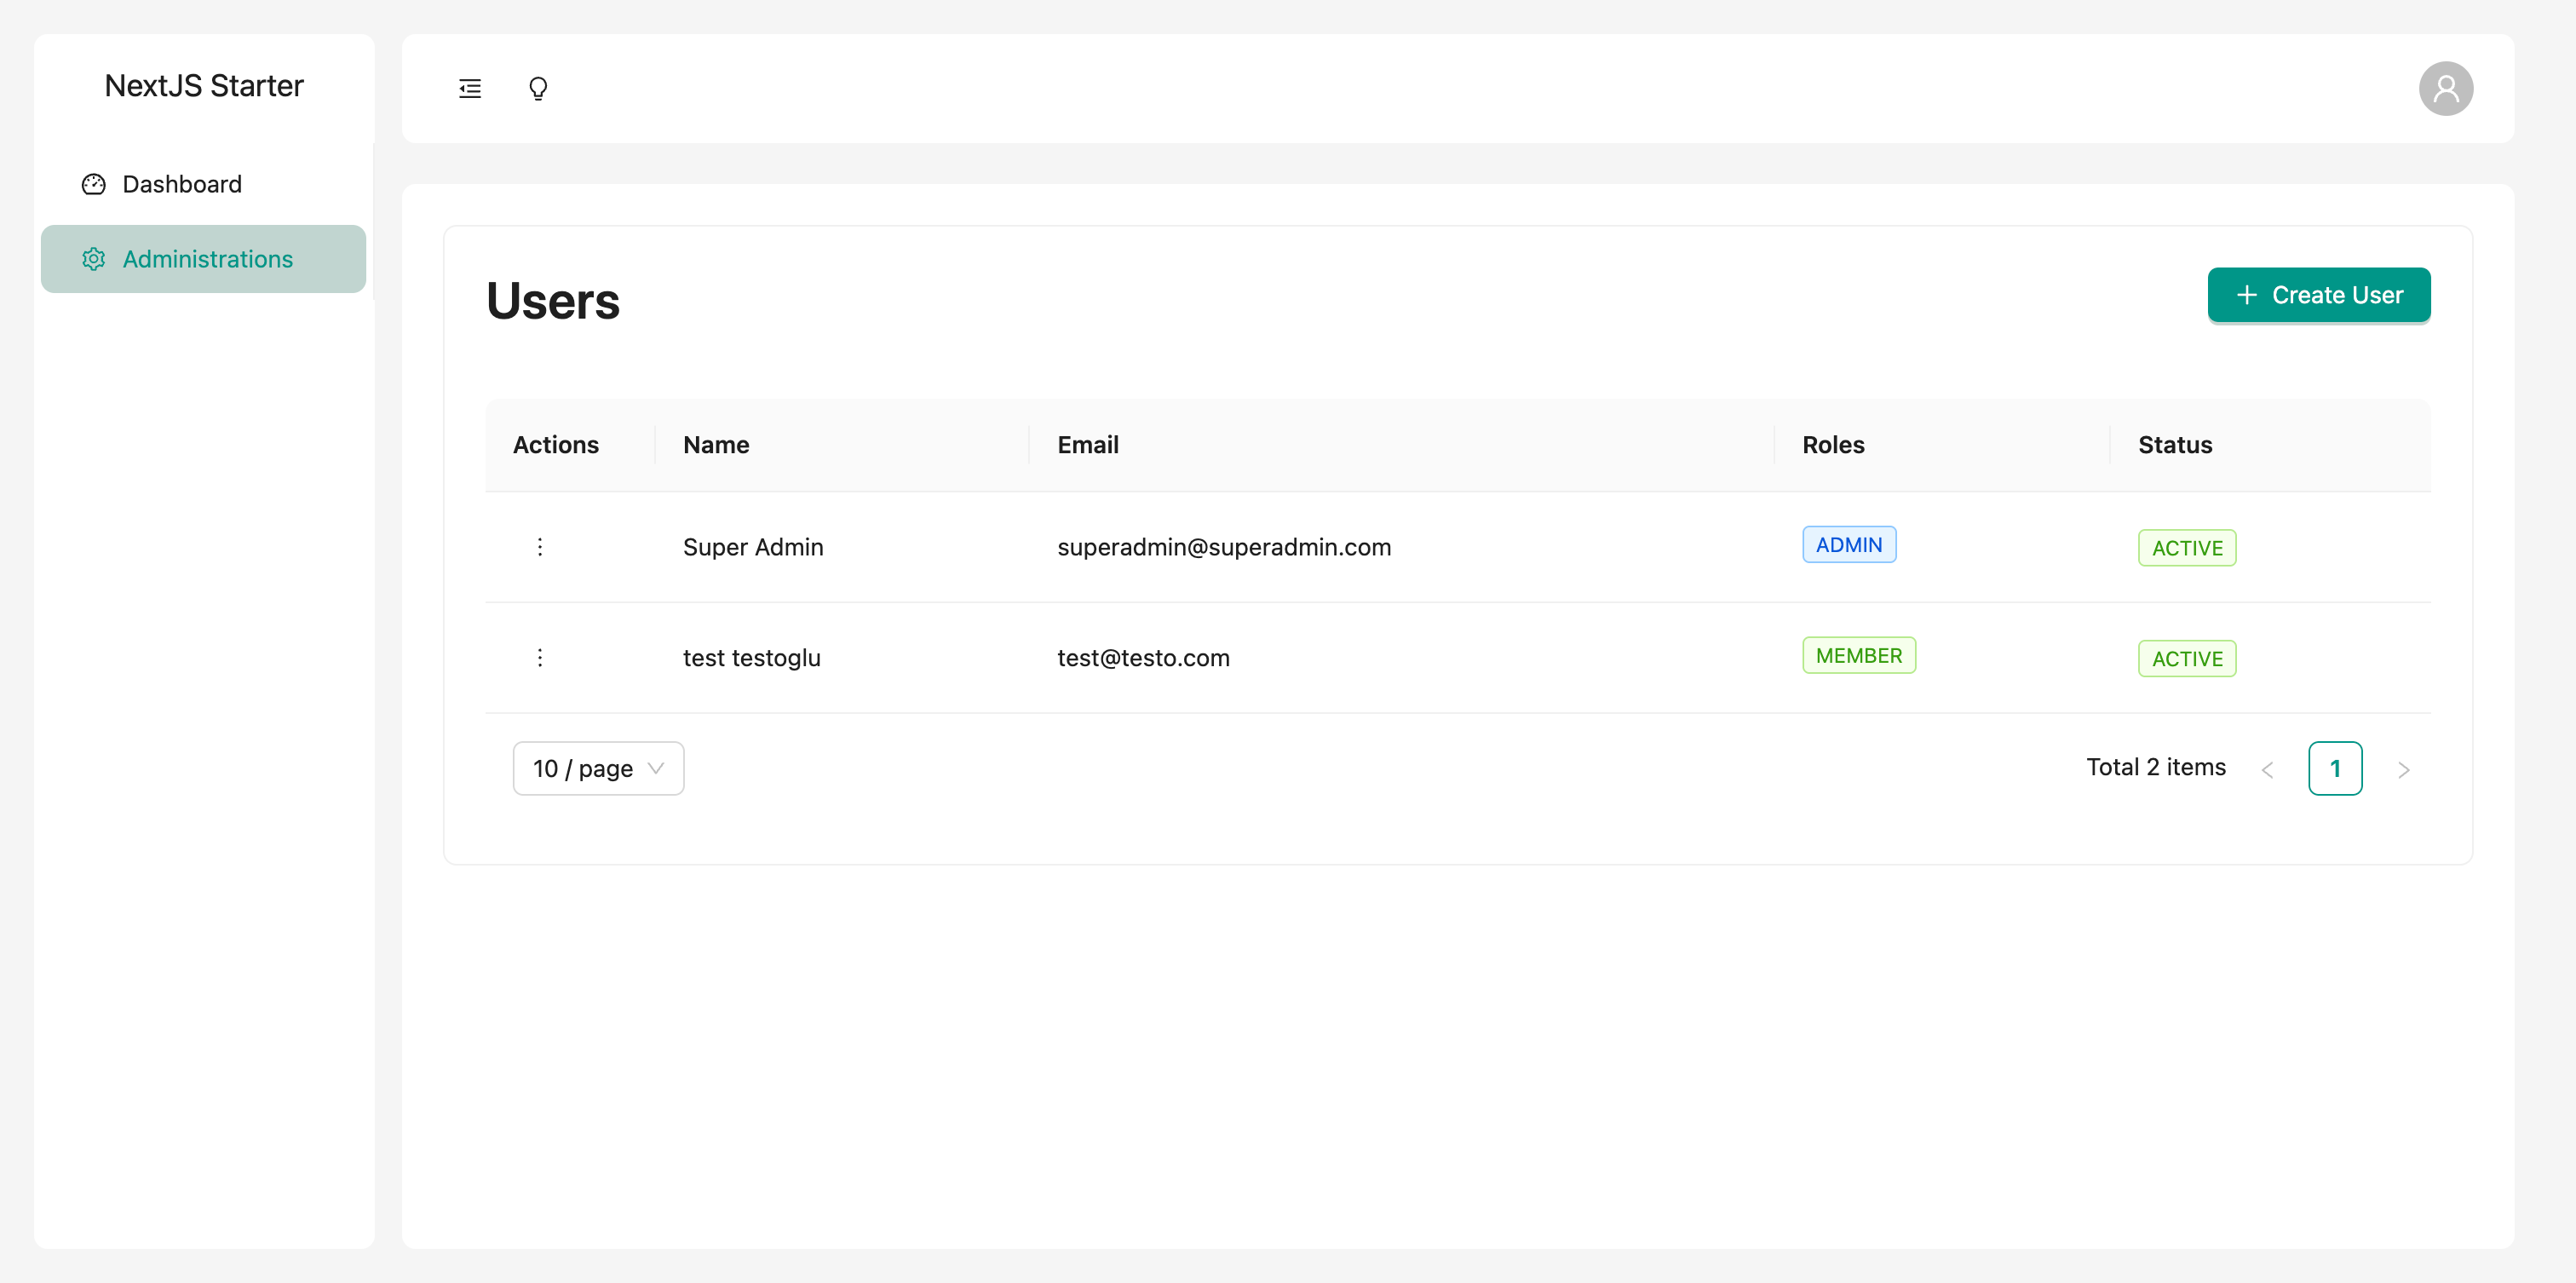 NextJS Starter
Dashboard
Administrations
Users
Create User
Actions Name Email Roles Status
Super Admin superadmin@superadmin.com ADMIN ACTIVE
test testoglu test@testo.com MEMBER ACTIVE
10 / page Total 2 items 1